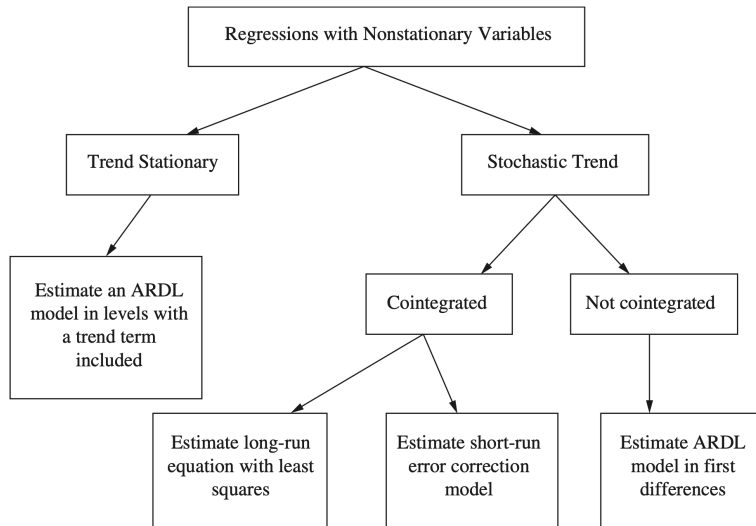 Regressions with Nonstationary Variables
Trend Stationary
Stochastic Trend
Estimate an ARDL
model in levels with
a trend term
included
Cointegrated
Not cointegrated
Estimate long-run
equation with least
squares
Estimate short-run
error correction
model
Estimate ARDL
model in first
differences